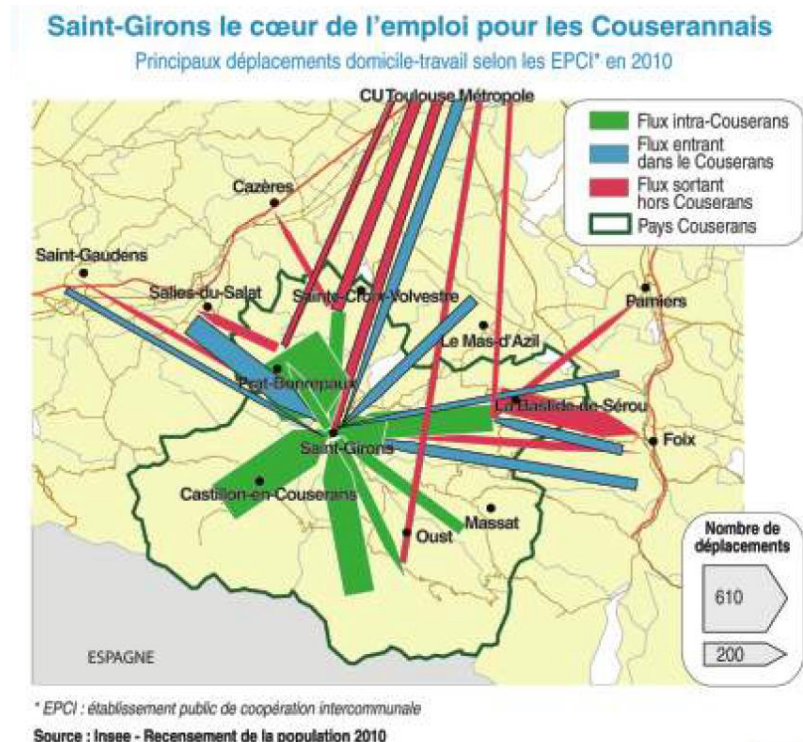 Saint-Girons le cœur de l'emploi pour les Couserannais
Principaux déplacements domicile-travail selon les EPCI* en 2010
CU Toulouse Métropole
Flux intra-Couserans
Flux entrant
dans le Couserans
Flux sortant
hors Couserans
Pays Couserans
Cazères
Saint-Gaudens
Salies-du-Salat
Sainte-Croix-Volvestre
Pamiers
Le Mas-d'Azil
Prat-Bonrepaux
La Bastide-de-Sérou
Saint-Girons
Foix
Castillon-en-Couserans
Massat
Oust
Nombre de
déplacements
610
200
ESPAGNE
* EPCI : établissement public de coopération intercommunale
Source : Insee - Recensement de la population 2010